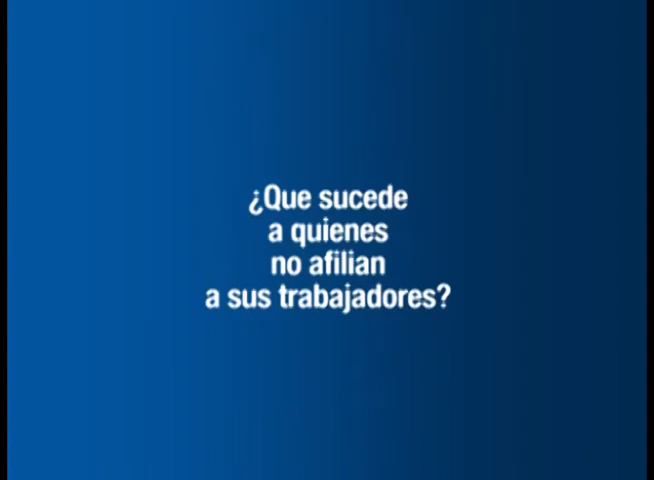 ¿Que sucede
a quienes
no afilian
a sus trabajadores?